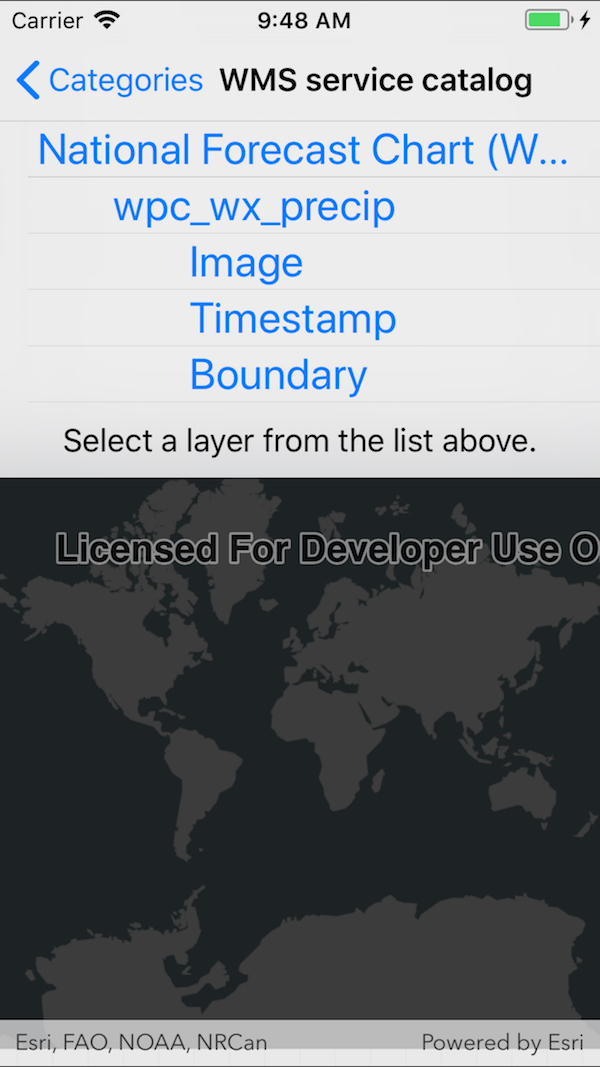 Carrier 9:48 AM
Categories WMS service catalog
National Forecast Chart (W...
wpc_wx_precip
Image
Timestamp
Boundary
Select a layer from the list above.
Licensed For Developer Use O
Esri, FAO, NOAA, NRCan Powered by Esri